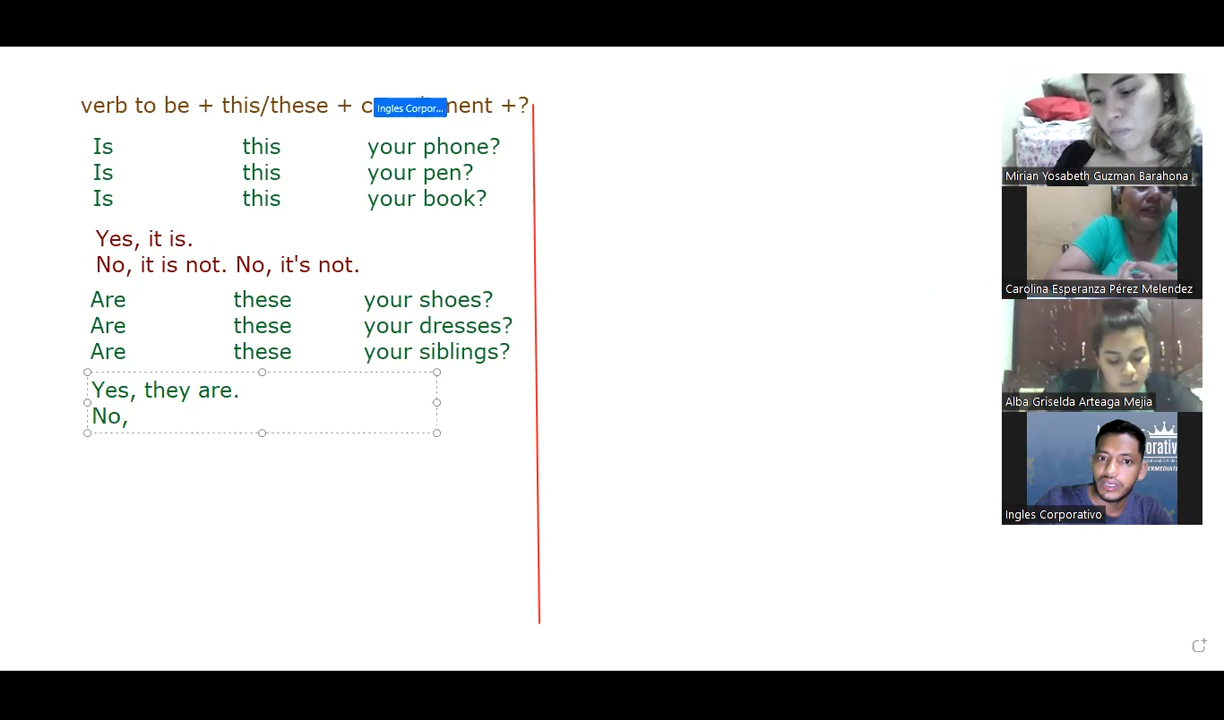 verb to be + this/these + c ment +?
Ingles Corpor...
Is this your phone?
Is this your pen?
Is this your book?
Yes, it is.
No, it is not. No, it's not.
Are these your shoes?
Are these your dresses?
Are these your siblings?
Yes, they are.
No,
Mirian Yosabeth Guzman Barahona
Carolina Esperanza Pérez Melendez
Alba Griselda Arteaga Mejia
orativ
ERMEDIATE
Ingles Corporativo